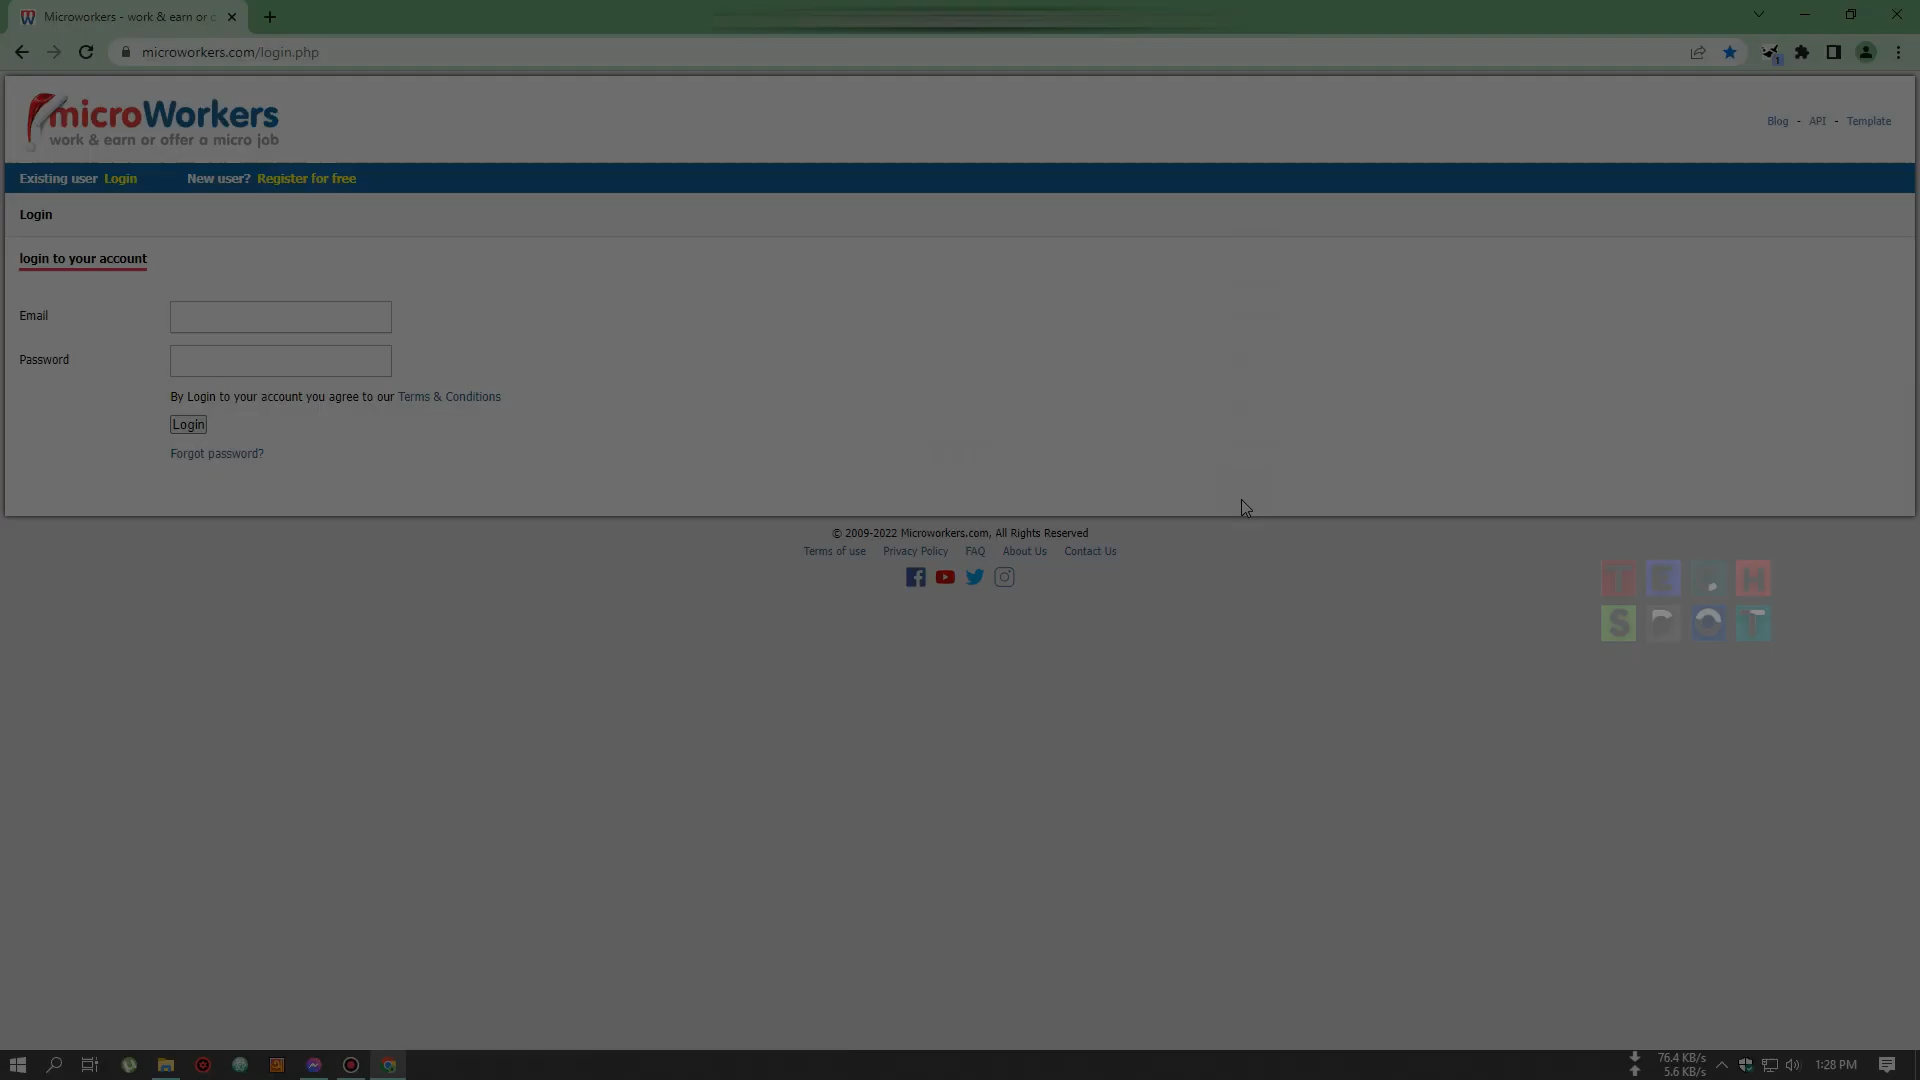 Microworkers - work & earn or
microworkers.com/login.php
1
microWorkers
work & earn or offer a micro job
Blog - API - Template
Existing user Login New user? Register for free
Login
login to your account
Email
Password
By Login to your account you agree to our Terms & Conditions
Login
Forgot password?
© 2009-2022 Microworkers.com, All Rights Reserved
Terms of use Privacy Policy FAQ About Us Contact Us
S O T
76.4 KB/s
5.6 KB/s
1:28 PM